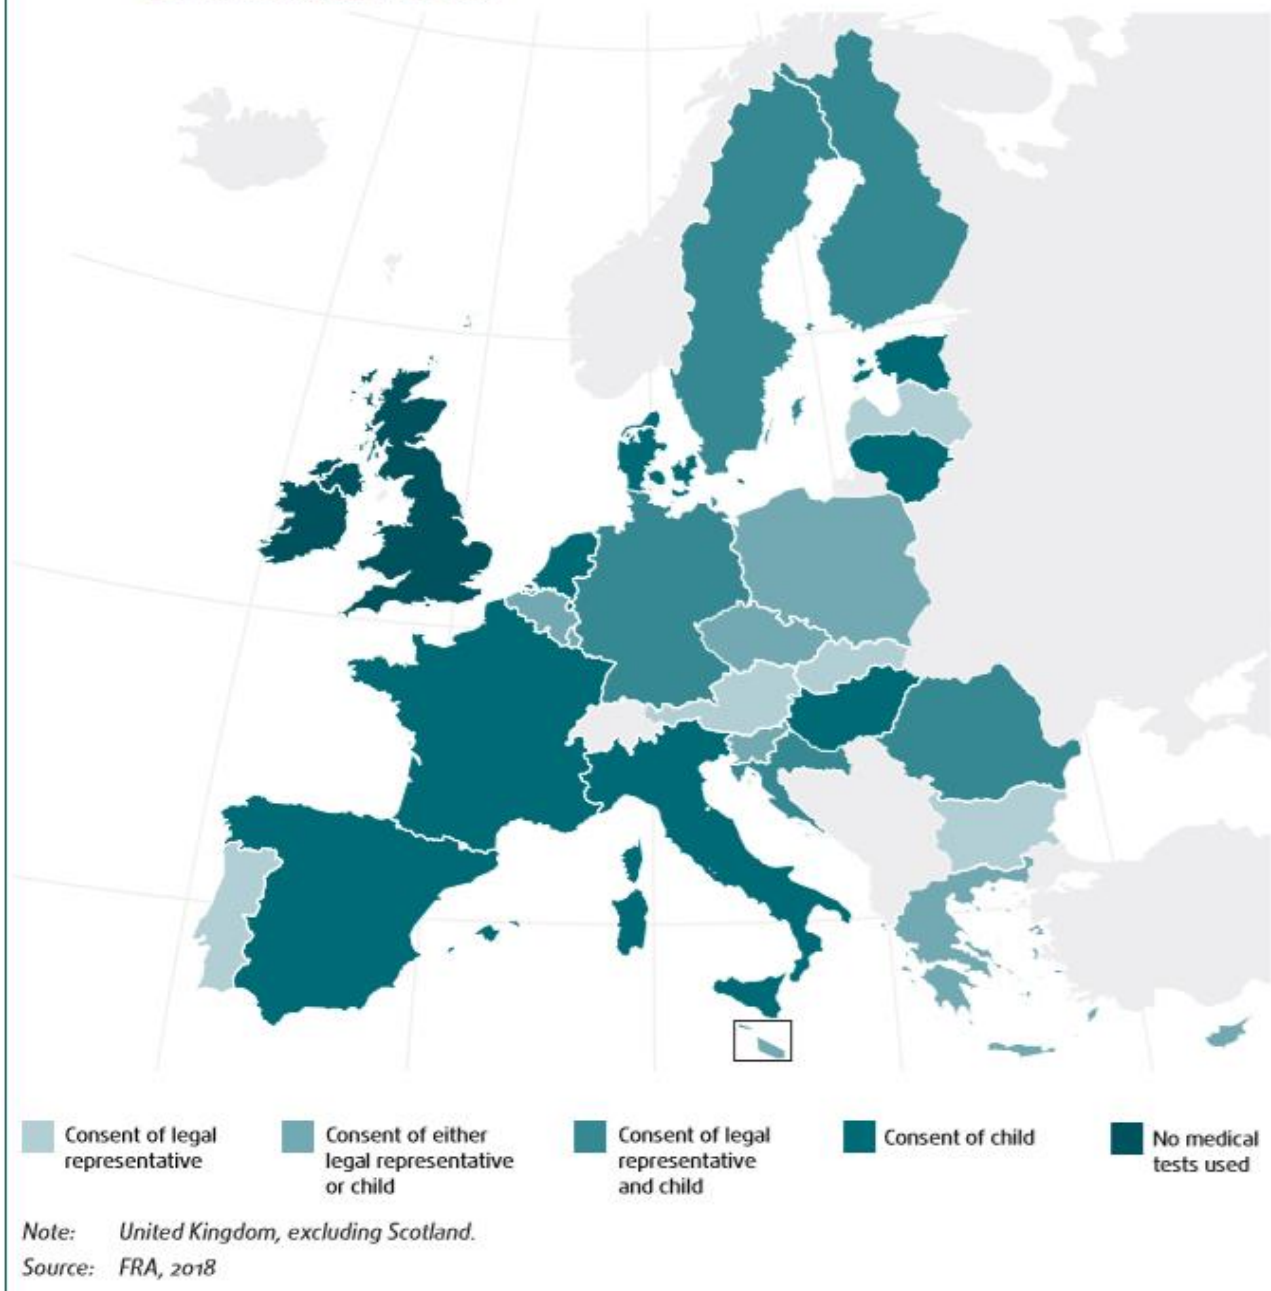 Consent of legal
representative
Consent of either
legal representative
or child
Consent of legal
representative
and child
Consent of child
No medical
tests used
Note: United Kingdom, excluding Scotland.
Source: FRA, 2018